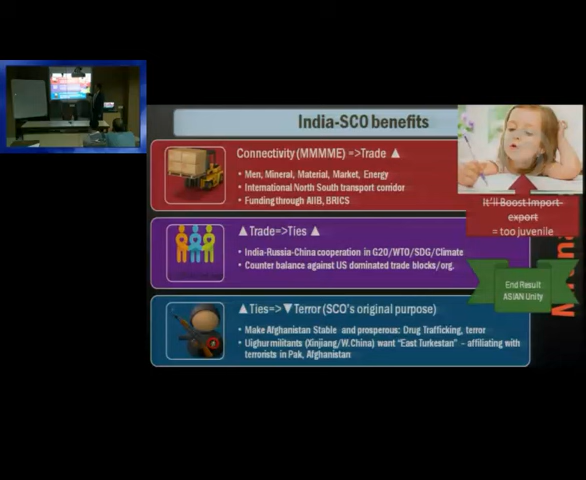 India-SCO benefits
Connectivity (MMMME) =>Trade ▲
• Men, Mineral, Material, Market, Energy
• International North South transport corridor
• Funding through AIIB, BRICS
It'll Boost Import-
export
= too juvenile
▲Trade=>Ties ▲
• India-Russia-China cooperation in G20/WTO/SDG/Climate
• Counter balance against US dominated trade blocks/org.
End Result
ASIAN Unity
▲Ties=>▼Terror (SCO's original purpose)
• Make Afghanistan Stable and prosperous: Drug Trafficking, terror
• Uighur militants (Xinjiang/W.China) want "East Turkestan" – affiliating with
terrorists in Pak, Afghanistan